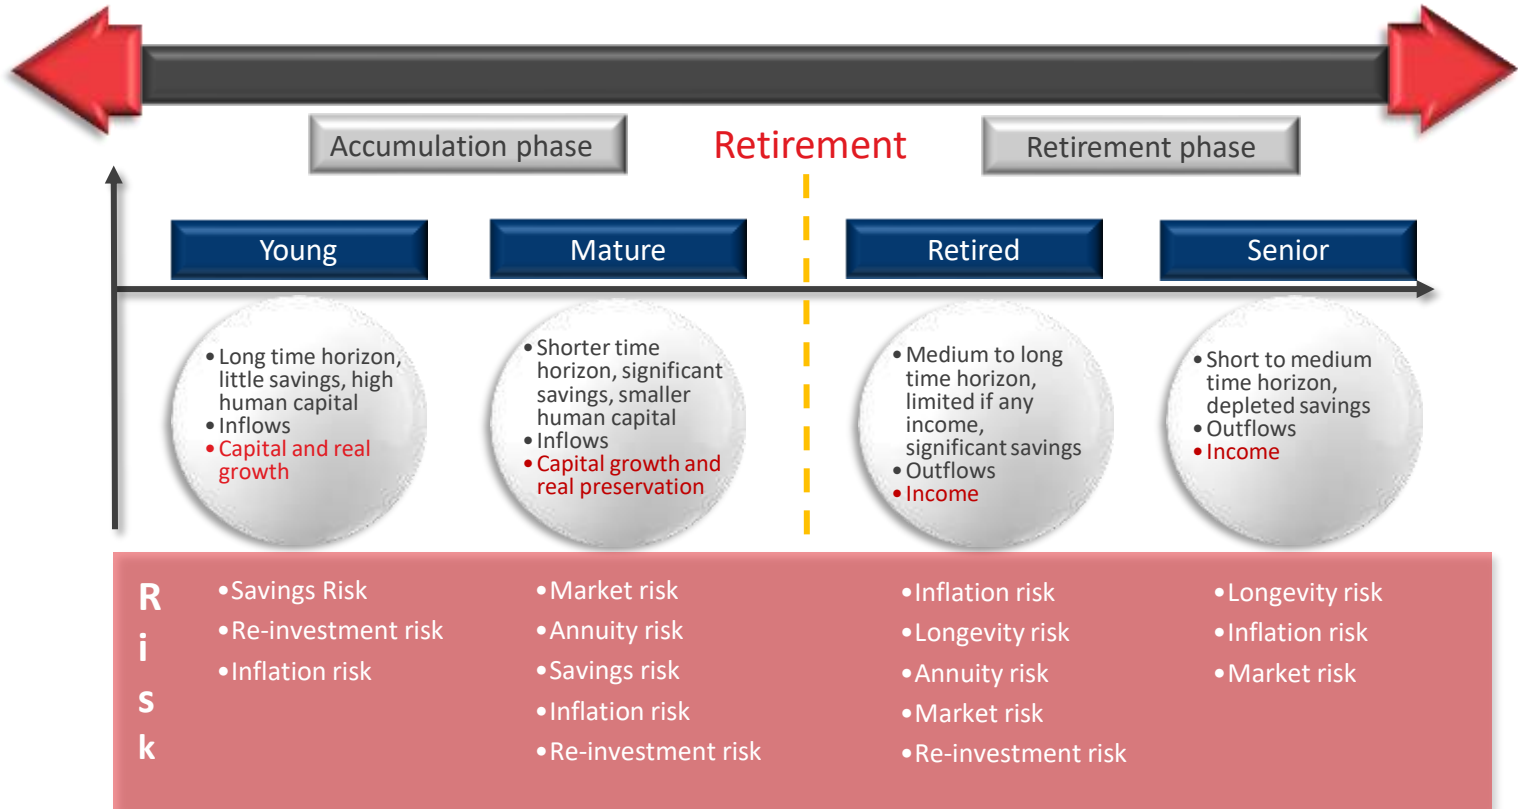 Accumulation phase
Retirement
Retirement phase
Young
Mature
Retired
Senior
•Long time horizon,
little savings, high
human capital
•Inflows
•Capital and real
growth
•Shorter time
horizon, significant
savings, smaller
human capital
•Inflows
•Capital growth and
real preservation
•Medium to long
time horizon,
limited if any
income,
significant savings
•Outflows
•Income
•Short to medium
time horizon,
depleted savings
•Outflows
•Income
R
i
s
k
•Savings Risk
•Re-investment risk
•Inflation risk
•Market risk
•Annuity risk
•Savings risk
•Inflation risk
•Re-investment risk
•Inflation risk
•Longevity risk
•Annuity risk
•Market risk
•Re-investment risk
•Longevity risk
•Inflation risk
•Market risk